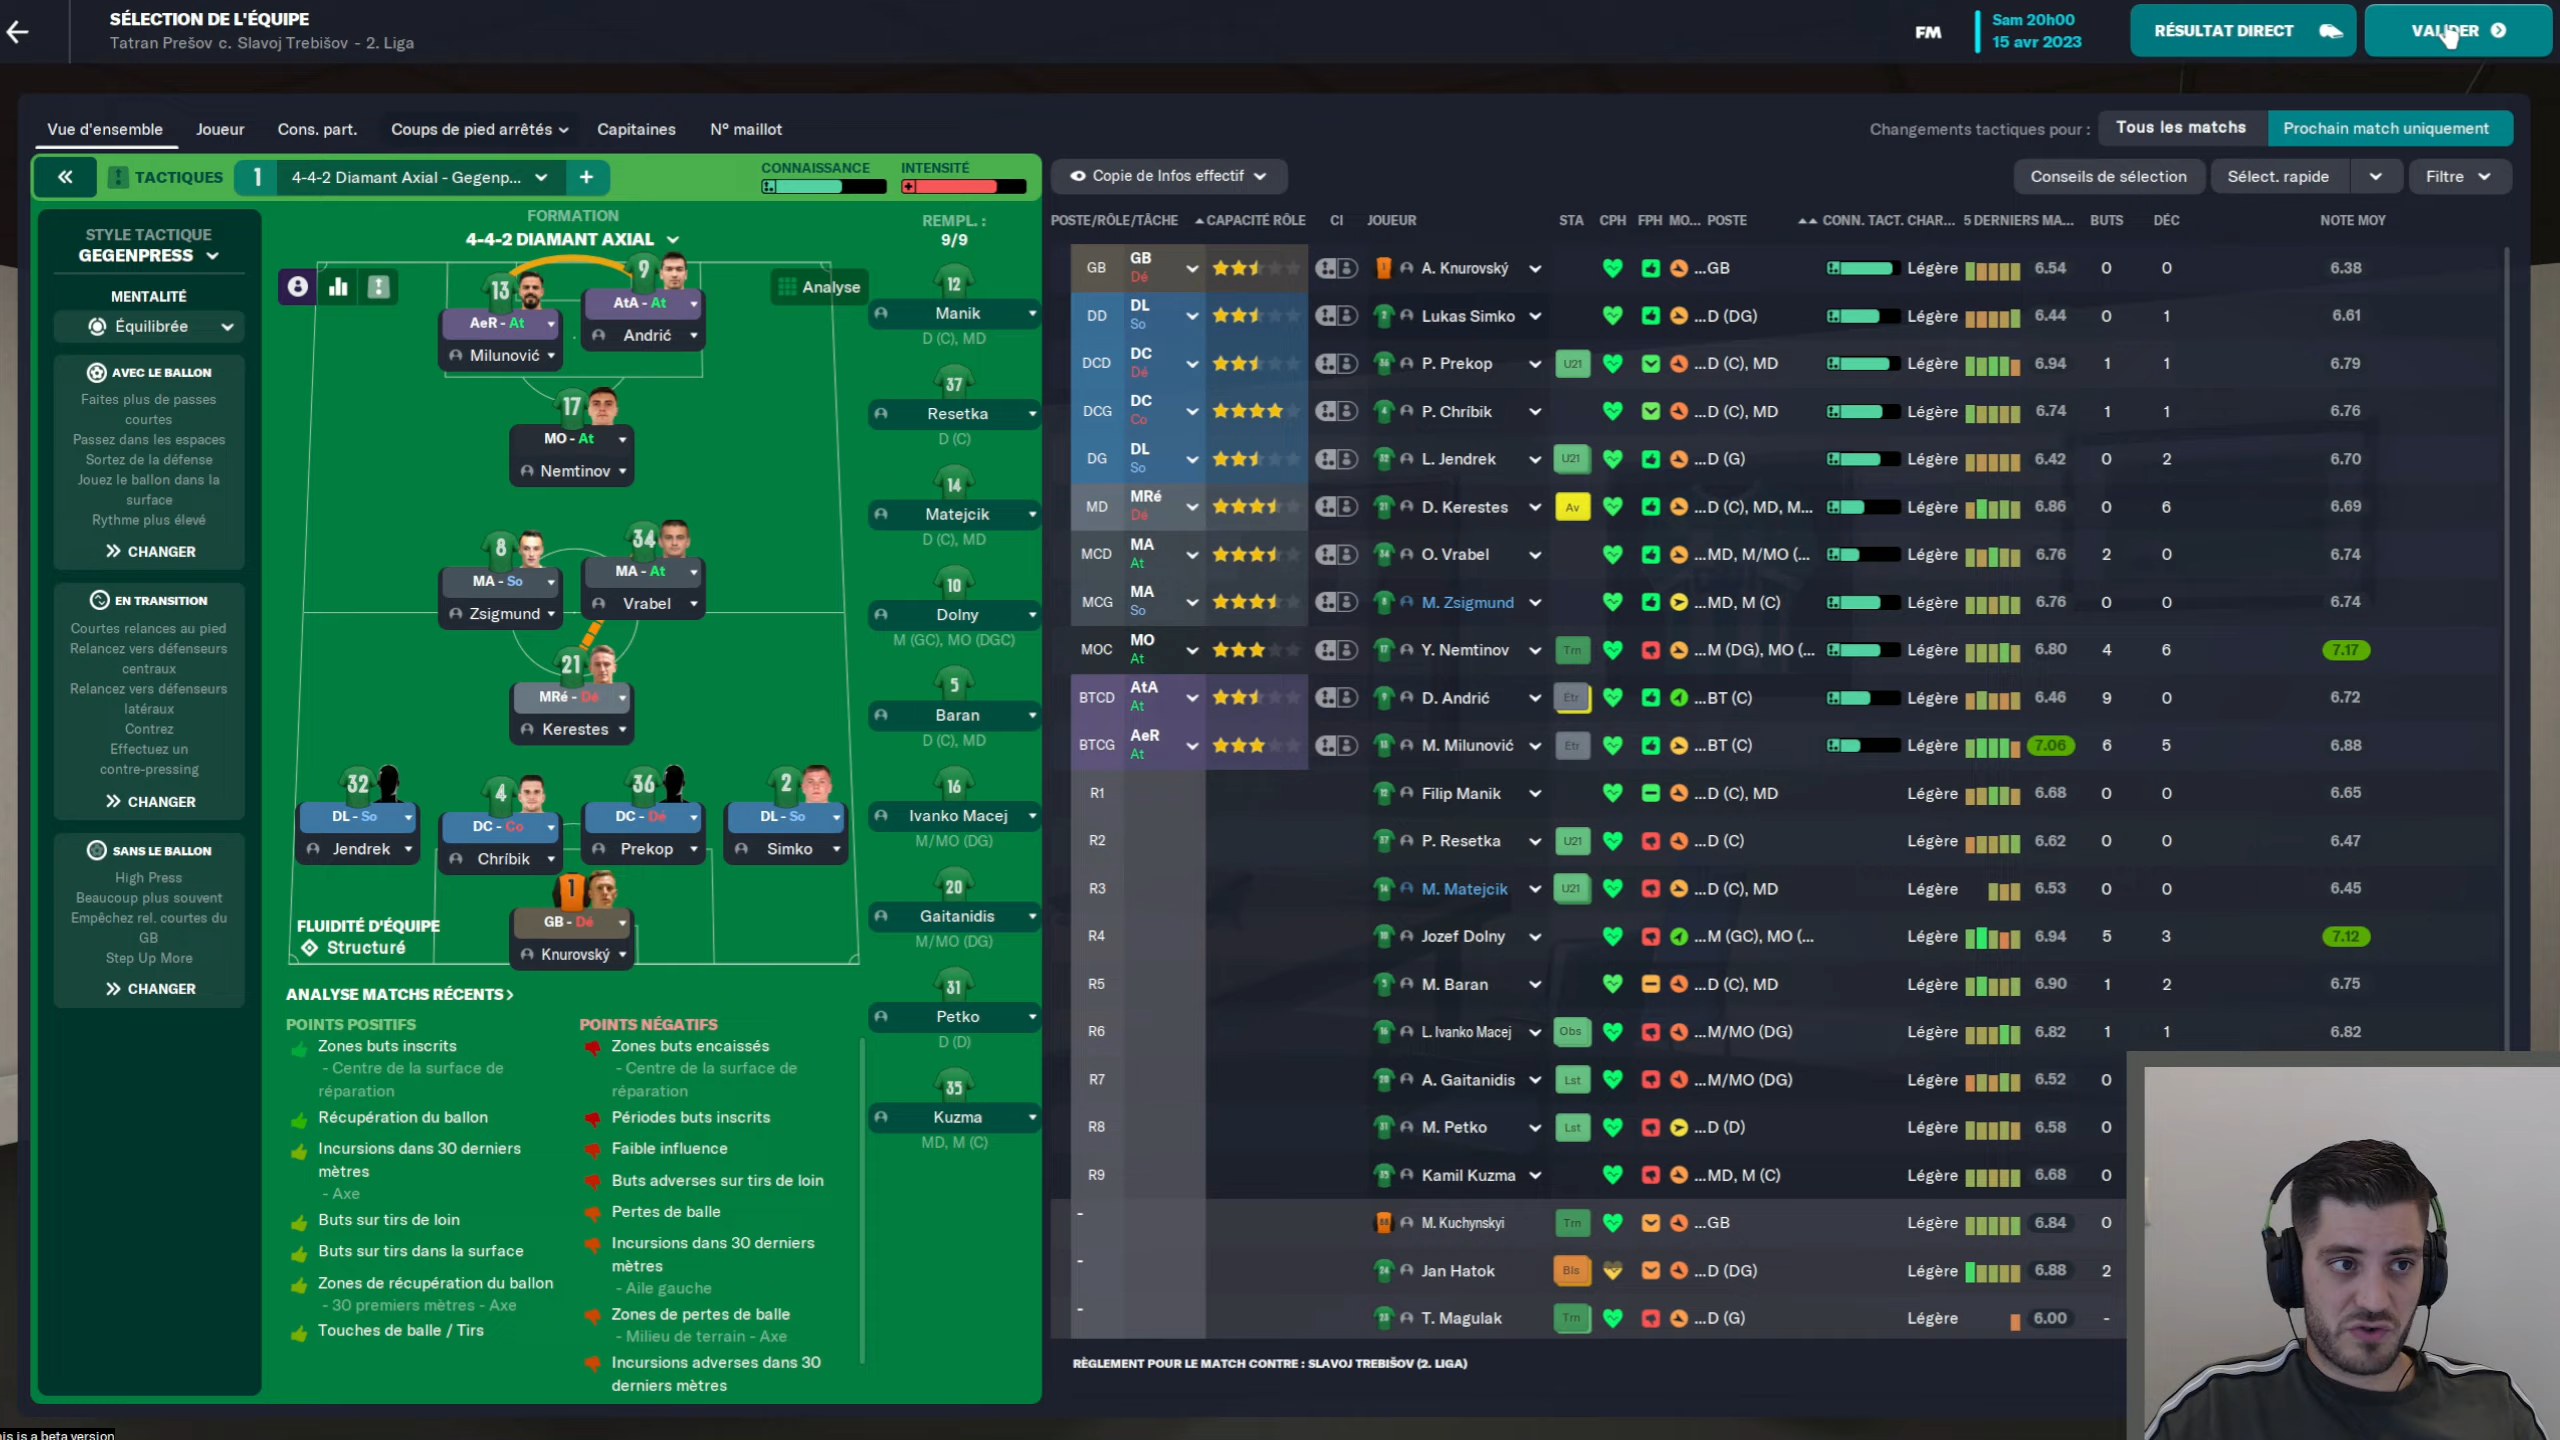 SÉLECTION DE L'ÉQUIPE
Tatran Prešov c. Slavoj Trebišov - 2. Liga
FM
Sam 20h00
15 avr 2023
RÉSULTAT DIRECT
VALIDER
Vue d'ensemble Joueur Cons. part. Coups de pied arrêtés Capitaines N° maillot
Changements tactiques pour : Tous les matchs Prochain match uniquement
TACTIQUES 1 4-4-2 Diamant Axial - Gegenp... +
CONNAISSANCE INTENSITÉ
Copie de Infos effectif
Conseils de sélection Sélect. rapide Filtre
STYLE TACTIQUE
GEGENPRESS
MENTALITÉ
Équilibrée
AVEC LE BALLON
Faites plus de passes
courtes
Passez dans les espaces
Sortez de la défense
Jouez le ballon dans la
surface
Rythme plus élevé
CHANGER
EN TRANSITION
Courtes relances au pied
Relancez vers défenseurs
centraux
Relancez vers défenseurs
latéraux
Contrez
Effectuez un
contre-pressing
CHANGER
SANS LE BALLON
High Press
Beaucoup plus souvent
Empêchez rel. courtes du
GB
Step Up More
CHANGER
FORMATION
4-4-2 DIAMANT AXIAL
Analyse
13
AeR - At
Milunović
9
AtA - At
Andrić
17
MO - At
Nemtinov
8
MA - So
Zsigmund
34
MA - At
Vrabel
21
MRé - Dé
Kerestes
32
DL - So
Jendrek
4
DC - Co
Chríbik
36
DC - Dé
Prekop
2
DL - So
Simko
1
GB - Dé
Knurovský
FLUIDITÉ D'ÉQUIPE
Structuré
REMPL. :
9/9
12
Manik
D (C), MD
37
Resetka
D (C)
14
Matejcik
D (C), MD
10
Dolny
M (GC), MO (DGC)
5
Baran
D (C), MD
16
Ivanko Macej
M/MO (DG)
20
Gaitanidis
M/MO (DG)
31
Petko
D (D)
35
Kuzma
MD, M (C)
ANALYSE MATCHS RÉCENTS
POINTS POSITIFS
Zones buts inscrits
- Centre de la surface de
réparation
Récupération du ballon
Incursions dans 30 derniers
mètres
- Axe
Buts sur tirs de loin
Buts sur tirs dans la surface
Zones de récupération du ballon
- 30 premiers mètres - Axe
Touches de balle / Tirs
POINTS NÉGATIFS
Zones buts encaissés
- Centre de la surface de
réparation
Périodes buts inscrits
Faible influence
Buts adverses sur tirs de loin
Pertes de balle
Incursions dans 30 derniers
mètres
- Aile gauche
Zones de pertes de balle
- Milieu de terrain - Axe
Incursions adverses dans 30
derniers mètres
POSTE/RÔLE/TÂCHE CAPACITÉ RÔLE CI JOUEUR STA CPH FPH MO... POSTE CONN. TACT. CHAR... 5 DERNIERS MA... BUTS DÉC NOTE MOY
GB GB Dé A. Knurovský ...GB Légère 6.54 0 0 6.38
DD DL So Lukas Simko ...D (DG) Légère 6.44 0 1 6.61
DCD DC Dé P. Prekop U21 ...D (C), MD Légère 6.94 1 1 6.79
DCG DC Co P. Chríbik ...D (C), MD Légère 6.74 1 1 6.76
DG DL So L. Jendrek U21 ...D (G) Légère 6.42 0 2 6.70
MD MRé Dé D. Kerestes Av ...D (C), MD, M... Légère 6.86 0 6 6.69
MCD MA At O. Vrabel ...MD, M/MO (... Légère 6.76 2 0 6.74
MCG MA So M. Zsigmund ...MD, M (C) Légère 6.76 0 0 6.74
MOC MO At Y. Nemtinov Trn ...M (DG), MO (... Légère 6.80 4 6 7.17
BTCD AtA At D. Andrić Etr ...BT (C) Légère 6.46 9 0 6.72
BTCG AeR At M. Milunović Etr ...BT (C) Légère 7.06 6 5 6.88
R1 Filip Manik ...D (C), MD Légère 6.68 0 0 6.65
R2 P. Resetka U21 ...D (C) Légère 6.62 0 0 6.47
R3 M. Matejcik U21 ...D (C), MD Légère 6.53 0 0 6.45
R4 Jozef Dolny ...M (GC), MO (... Légère 6.94 5 3 7.12
R5 M. Baran ...D (C), MD Légère 6.90 1 2 6.75
R6 L. Ivanko Macej Obs ...M/MO (DG) Légère 6.82 1 1 6.82
R7 A. Gaitanidis Lst ...M/MO (DG) Légère 6.52 0
R8 M. Petko Lst ...D (D) Légère 6.58 0
R9 Kamil Kuzma ...MD, M (C) Légère 6.68 0
- M. Kuchynskyi Trn ...GB Légère 6.84 0
- Jan Hatok Bls ...D (DG) Légère 6.88 2
- T. Magulak Trn ...D (G) Légère 6.00 -
RÈGLEMENT POUR LE MATCH CONTRE : SLAVOJ TREBIŠOV (2. LIGA)
is is a beta version